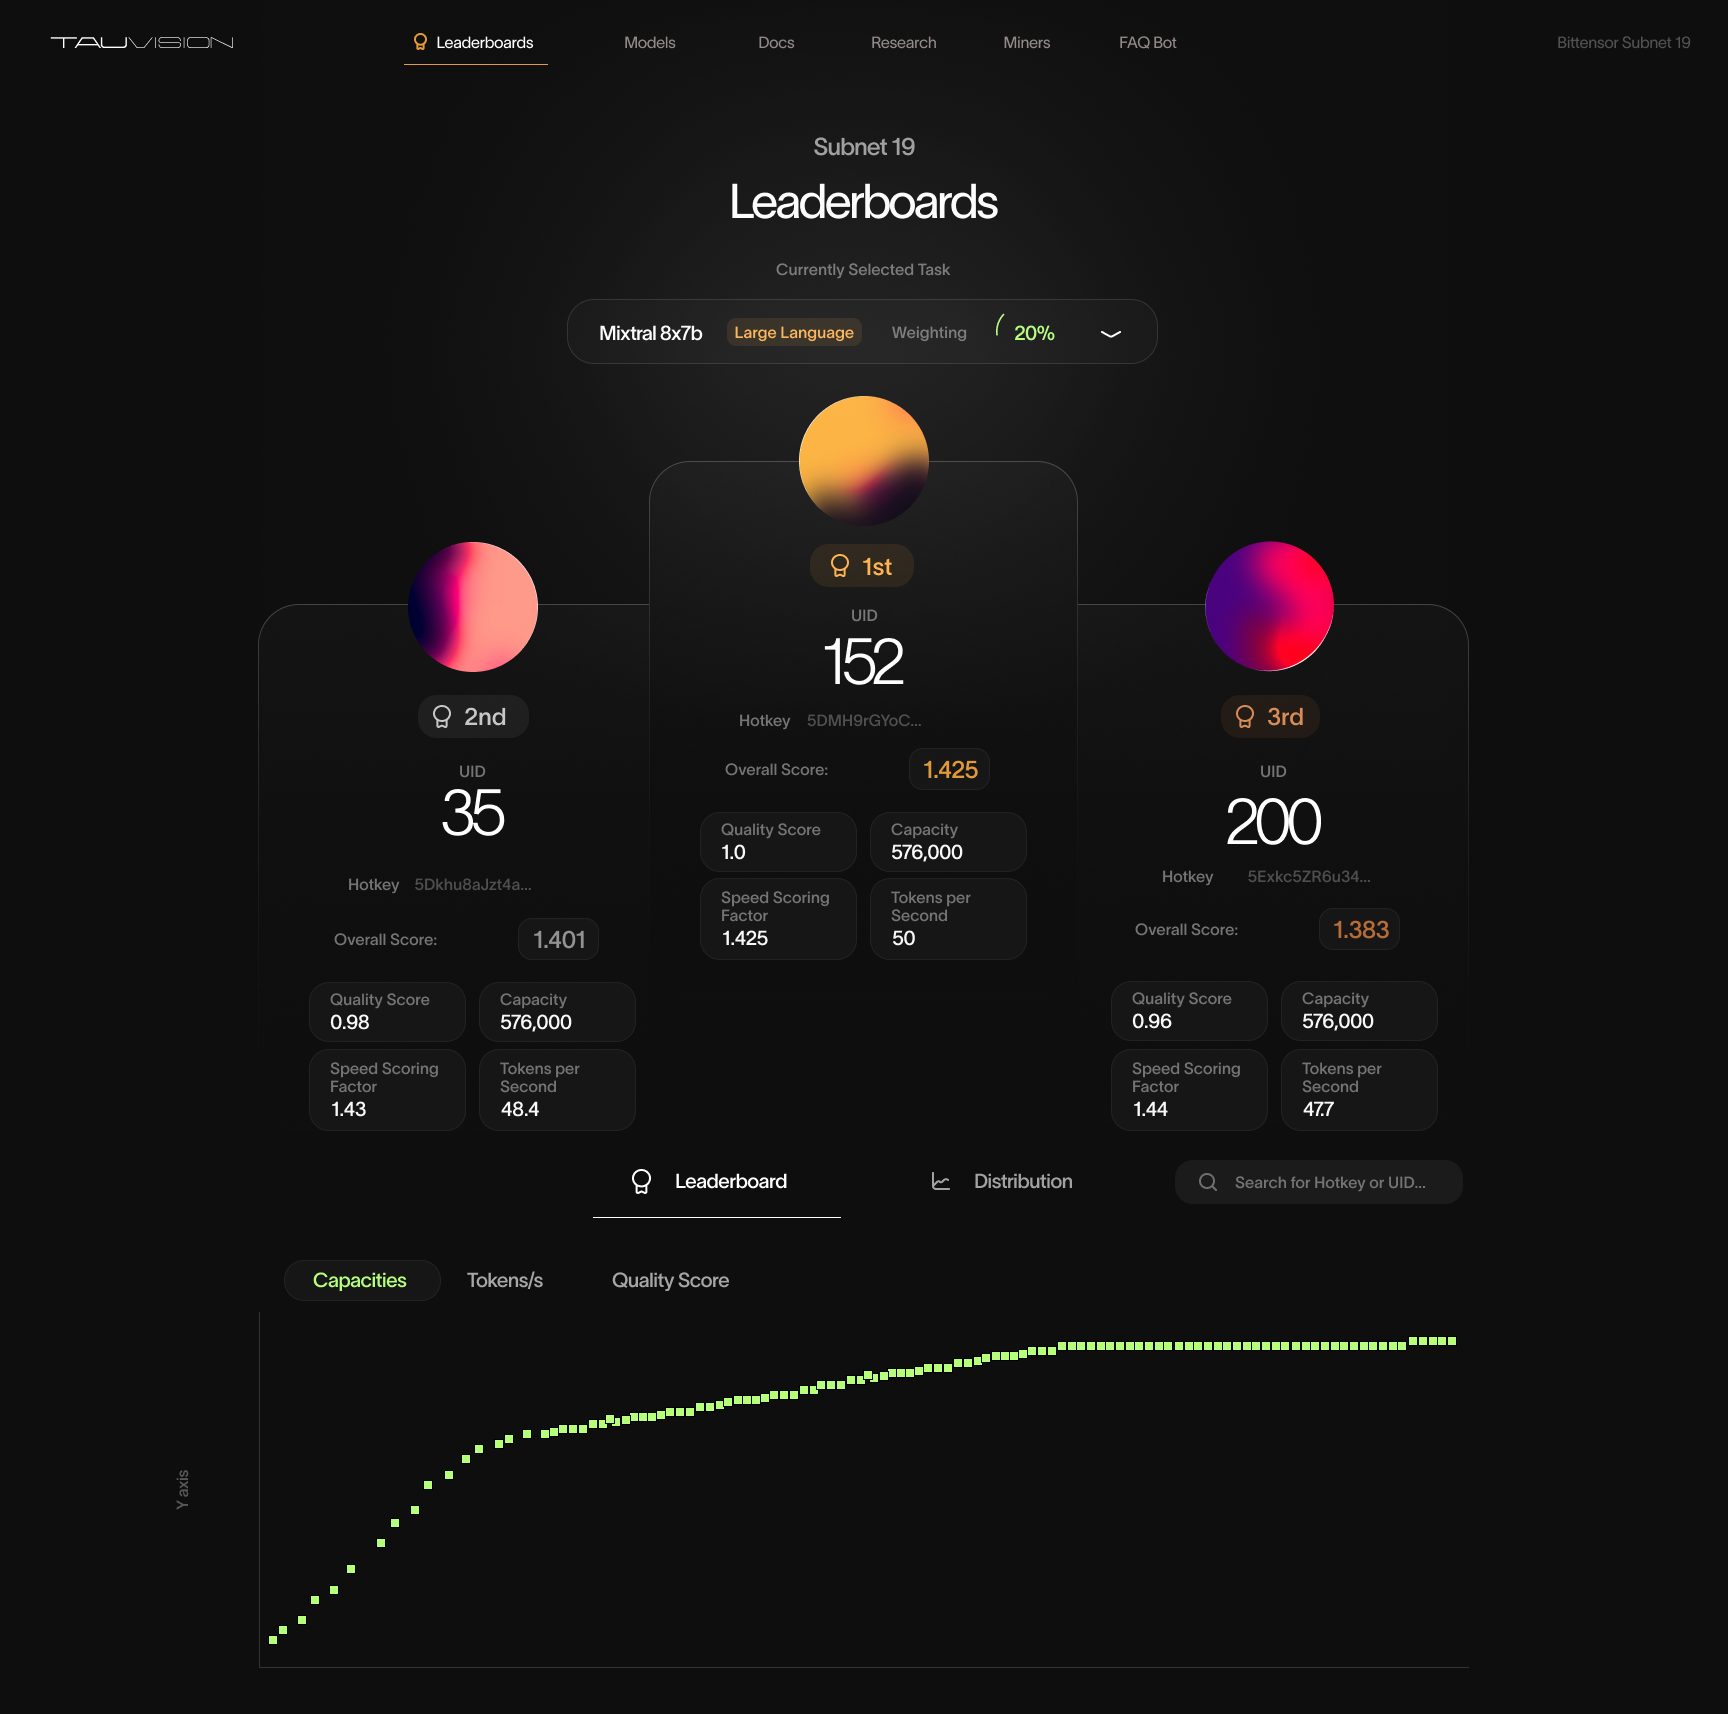 TAUVISION
Leaderboards
Models
Docs
Research
Miners
FAQ Bot
Bittensor Subnet 19
Subnet 19
Leaderboards
Currently Selected Task
Mixtral 8x7b Large Language Weighting 20%
1st
UID
152
Hotkey 5DMH9rGYoC...
Overall Score: 1.425
Quality Score
1.0
Capacity
576,000
Speed Scoring
Factor
1.425
Tokens per
Second
50
2nd
UID
35
Hotkey 5Dkhu8aJzt4a...
Overall Score: 1.401
Quality Score
0.98
Capacity
576,000
Speed Scoring
Factor
1.43
Tokens per
Second
48.4
3rd
UID
200
Hotkey 5Exkc5ZR6u34...
Overall Score: 1.383
Quality Score
0.96
Capacity
576,000
Speed Scoring
Factor
1.44
Tokens per
Second
47.7
Leaderboard
Distribution
Search for Hotkey or UID...
Capacities
Tokens/s
Quality Score
Y axis